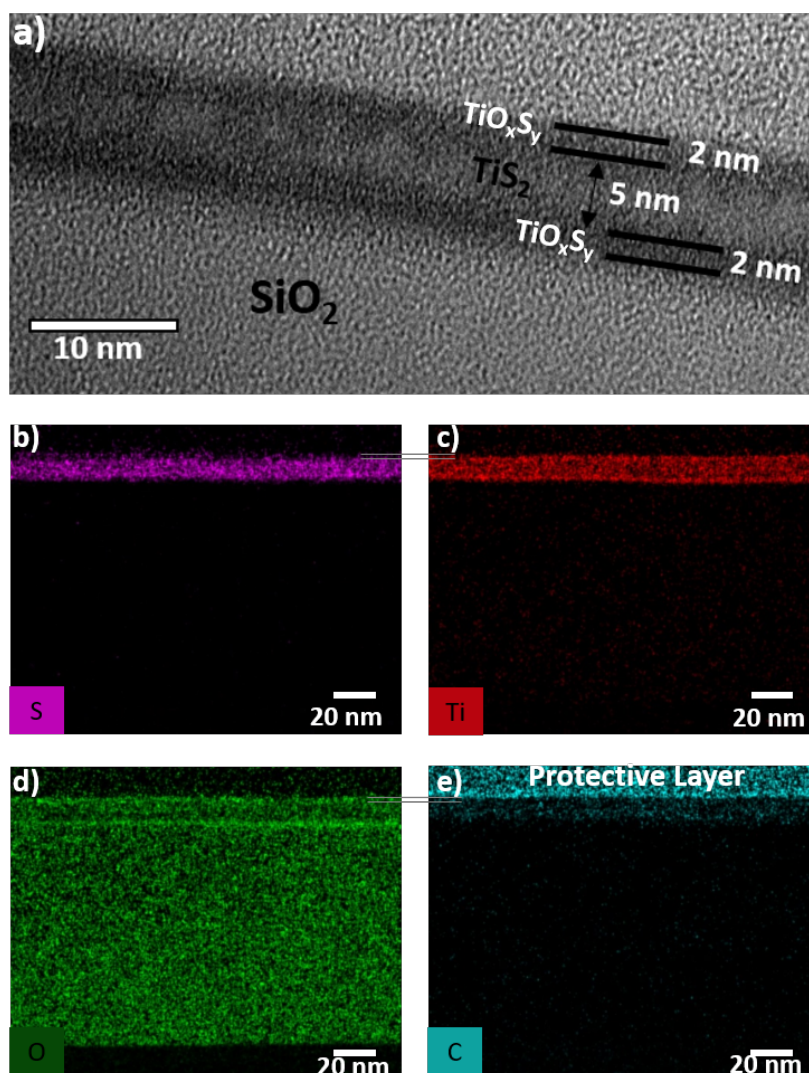 a)
TiOxSy
2 nm
TiS2
5 nm
TiOxSy
2 nm
SiO2
10 nm
b)
c)
S
20 nm
Ti
20 nm
d)
e)
Protective Layer
O
20 nm
C
20 nm